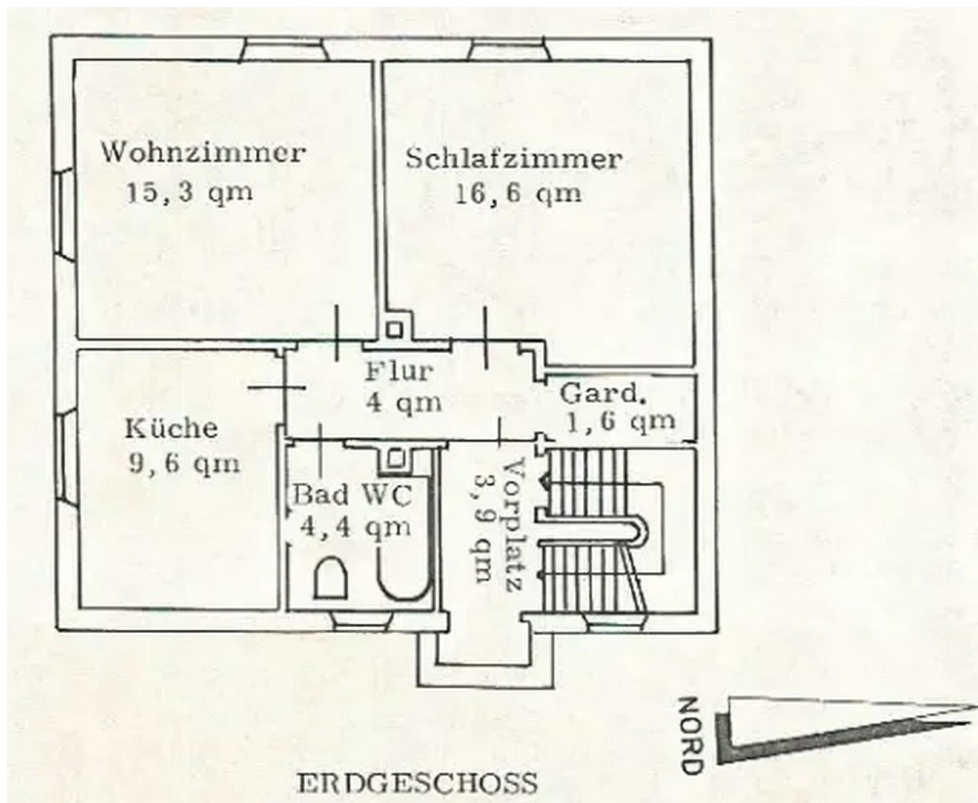 Wohnzimmer
15,3 qm
Schlafzimmer
16,6 qm
Flur
4 qm
Gard.
1,6 qm
Küche
9,6 qm
Bad WC
4,4 qm
Vorplatz
3,9 qm
NORD
ERDGESCHOSS